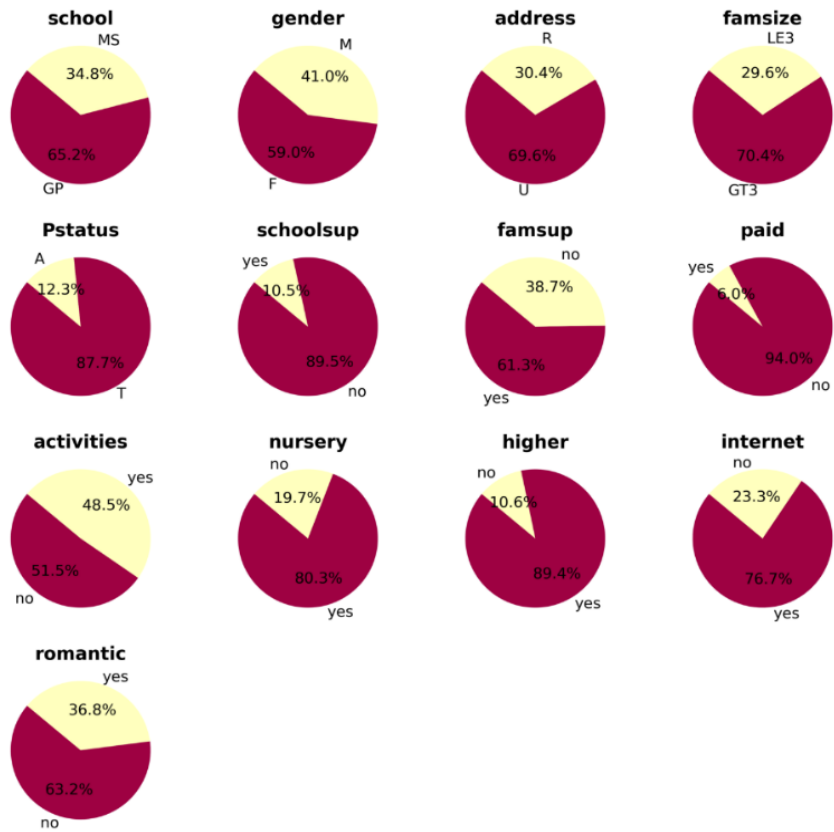 school gender address famsize
MS M R LE3
34.8% 41.0% 30.4% 29.6%
65.2% 59.0% 69.6% 70.4%
GP F U GT3
Pstatus schoolsup famsup paid
A yes no yes
12.3% 10.5% 38.7% 6.0%
87.7% 89.5% 61.3% 94.0%
T no yes no
activities nursery higher internet
yes no no no
48.5% 19.7% 10.6% 23.3%
51.5% 80.3% 89.4% 76.7%
no yes yes yes
romantic
yes
36.8%
63.2%
no